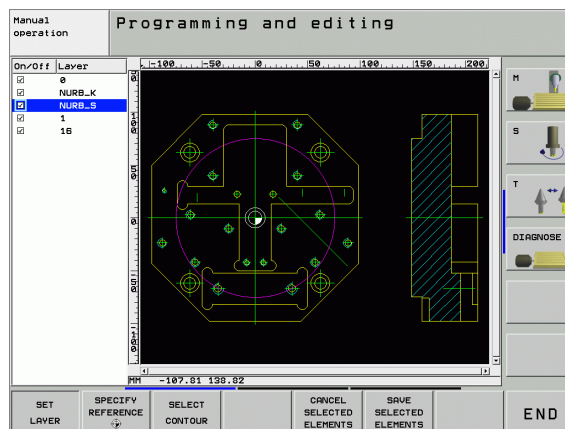 Manual
operation
Programming and editing
On/Off Layer
0
NURB_K
NURB_S
1
16
-100 -50 0 50 100 150 200
MM -107.81 138.82
M
S
T
DIAGNOSE
SET
LAYER
SPECIFY
REFERENCE
SELECT
CONTOUR
CANCEL
SELECTED
ELEMENTS
SAVE
SELECTED
ELEMENTS
END